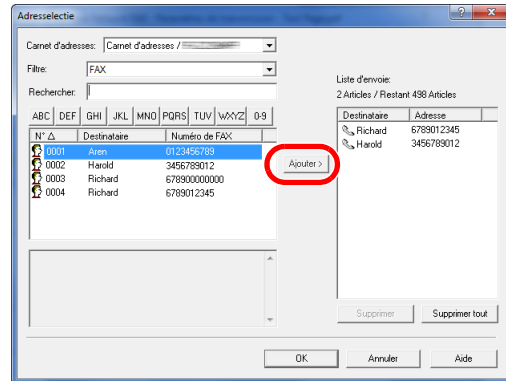 Adresselectie
Carnet d'adresses: Carnet d'adresses /
Filtre: FAX
Rechercher:
ABC DEF GHI JKL MNO PQRS TUV WXYZ 0-9
N° Δ Destinataire Numéro de FAX
0001 Aren 0123456789
0002 Harold 3456789012
0003 Richard 678900000000
0004 Richard 6789012345
Ajouter >
Liste d'envoie:
2 Articles / Restant 498 Articles
Destinataire Adresse
Richard 6789012345
Harold 3456789012
Supprimer Supprimer tout
OK Annuler Aide